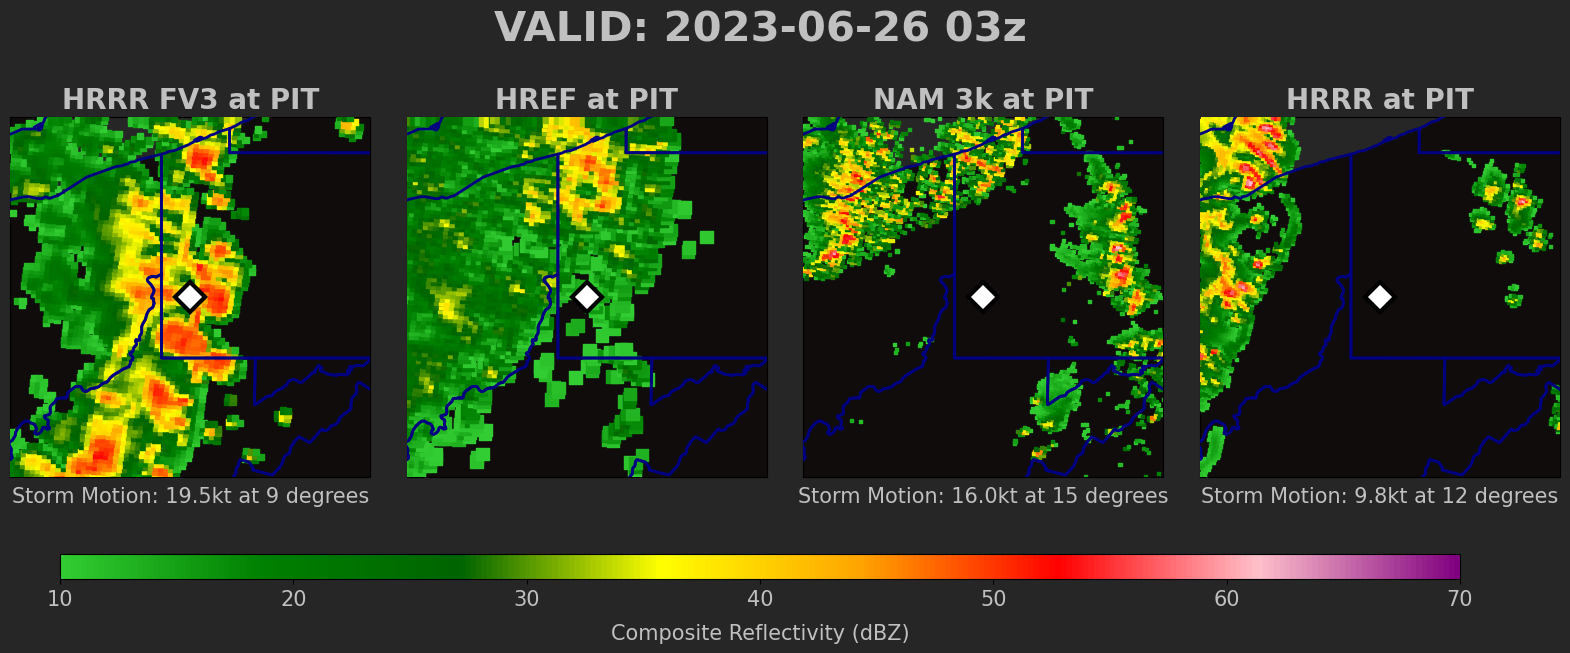 VALID: 2023-06-26 03z
HRRR FV3 at PIT
HREF at PIT
NAM 3k at PIT
HRRR at PIT
Storm Motion: 19.5kt at 9 degrees
Storm Motion: 16.0kt at 15 degrees
Storm Motion: 9.8kt at 12 degrees
10 20 30 40 50 60 70
Composite Reflectivity (dBZ)